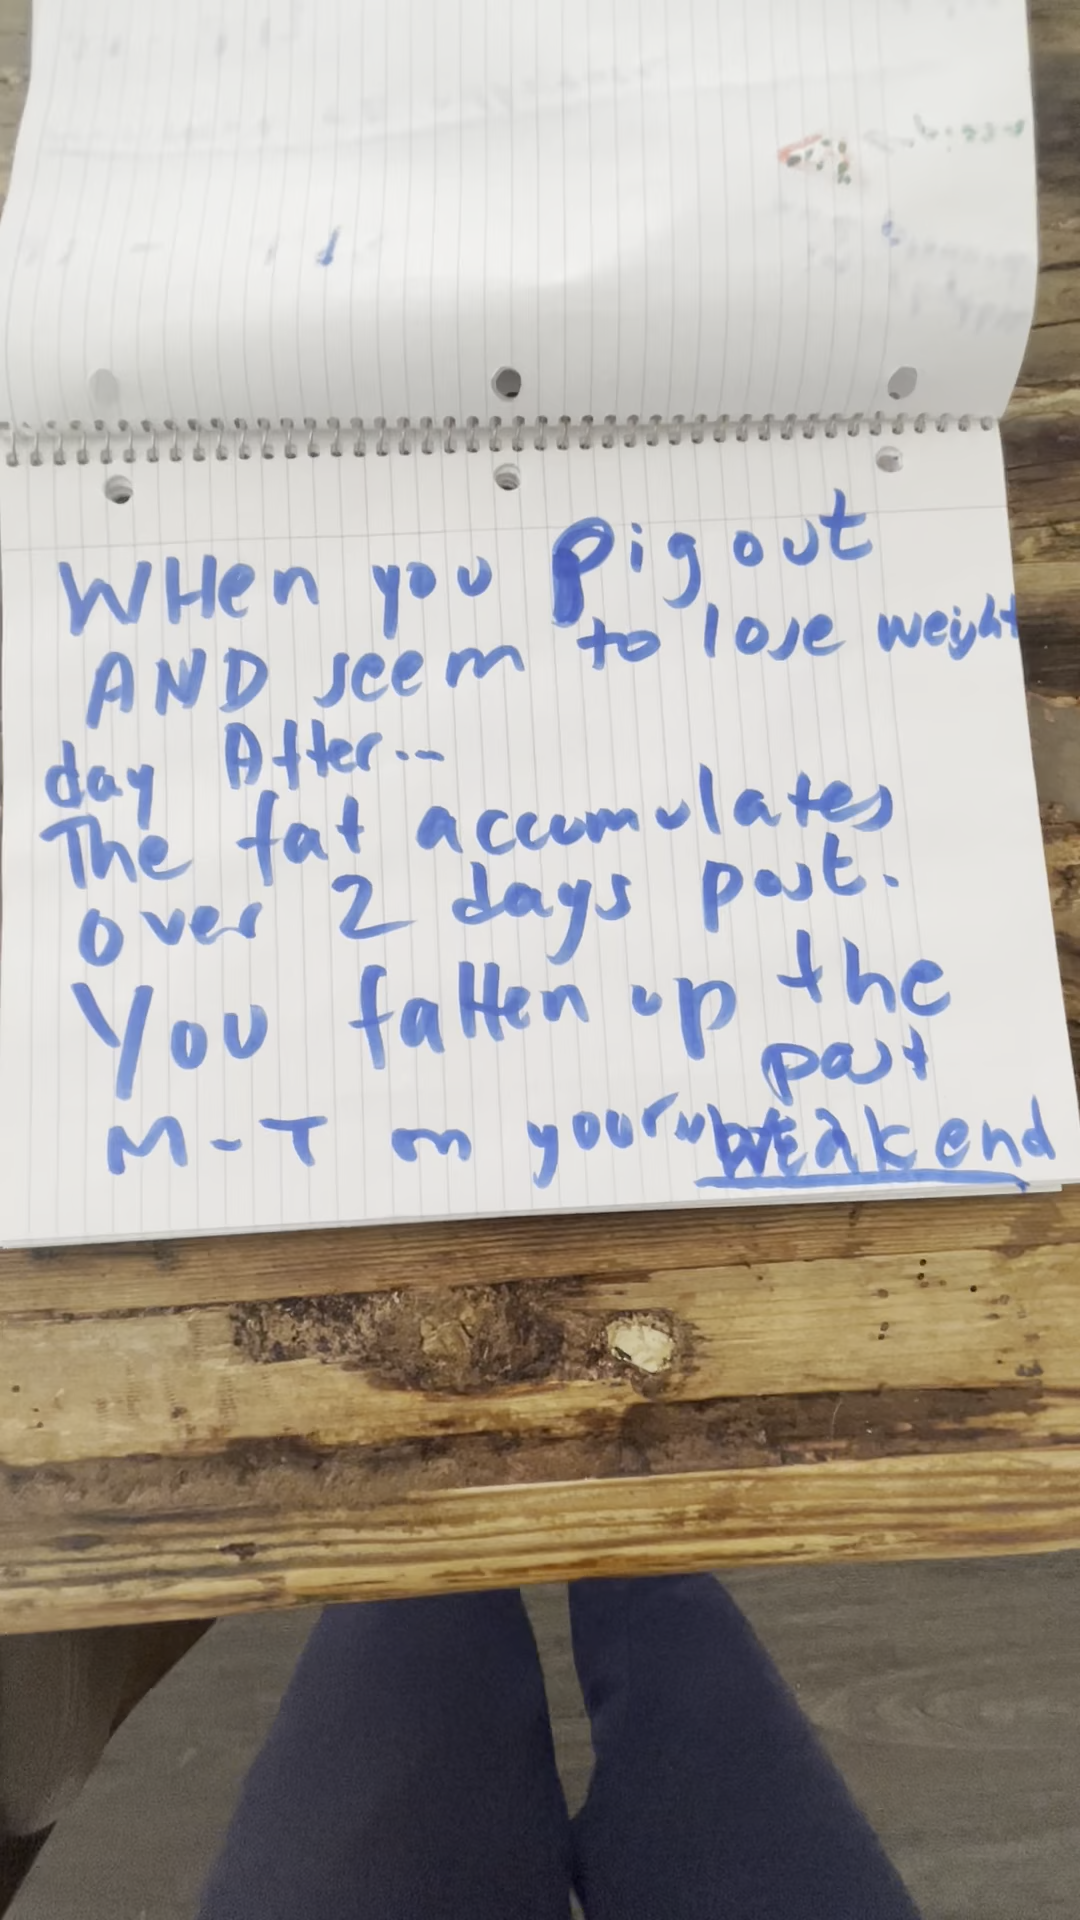 WHen you Pig out
AND seem to lose weight
day After..
The fat accumulates
over 2 days post.
You fatten up the
past
M-T on your weakend